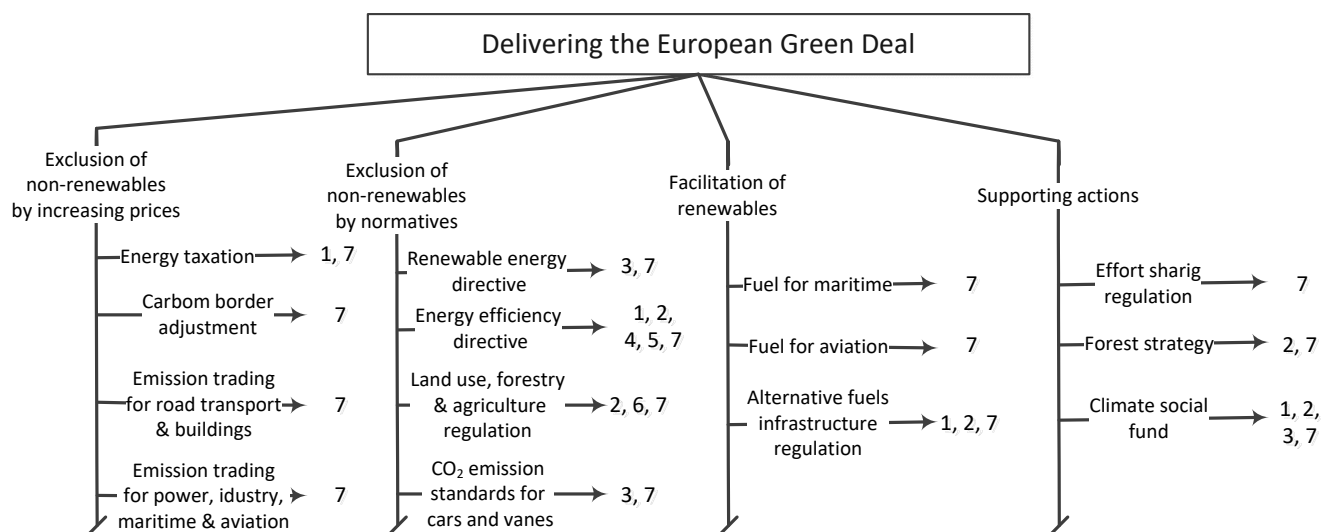 Delivering the European Green Deal
Exclusion of
non-renewables
by increasing prices
Energy taxation
1, 7
Carbom border
adjustment
7
Emission trading
for road transport
& buildings
7
Emission trading
for power, idustry,
maritime & aviation
7
Exclusion of
non-renewables
by normatives
Renewable energy
directive
3, 7
Energy efficiency
directive
1, 2,
4, 5, 7
Land use, forestry
& agriculture
regulation
2, 6, 7
CO₂ emission
standards for
cars and vanes
3, 7
Facilitation of
renewables
Fuel for maritime
7
Fuel for aviation
7
Alternative fuels
infrastructure
regulation
1, 2, 7
Supporting actions
Effort sharig
regulation
7
Forest strategy
2, 7
Climate social
fund
1, 2,
3, 7